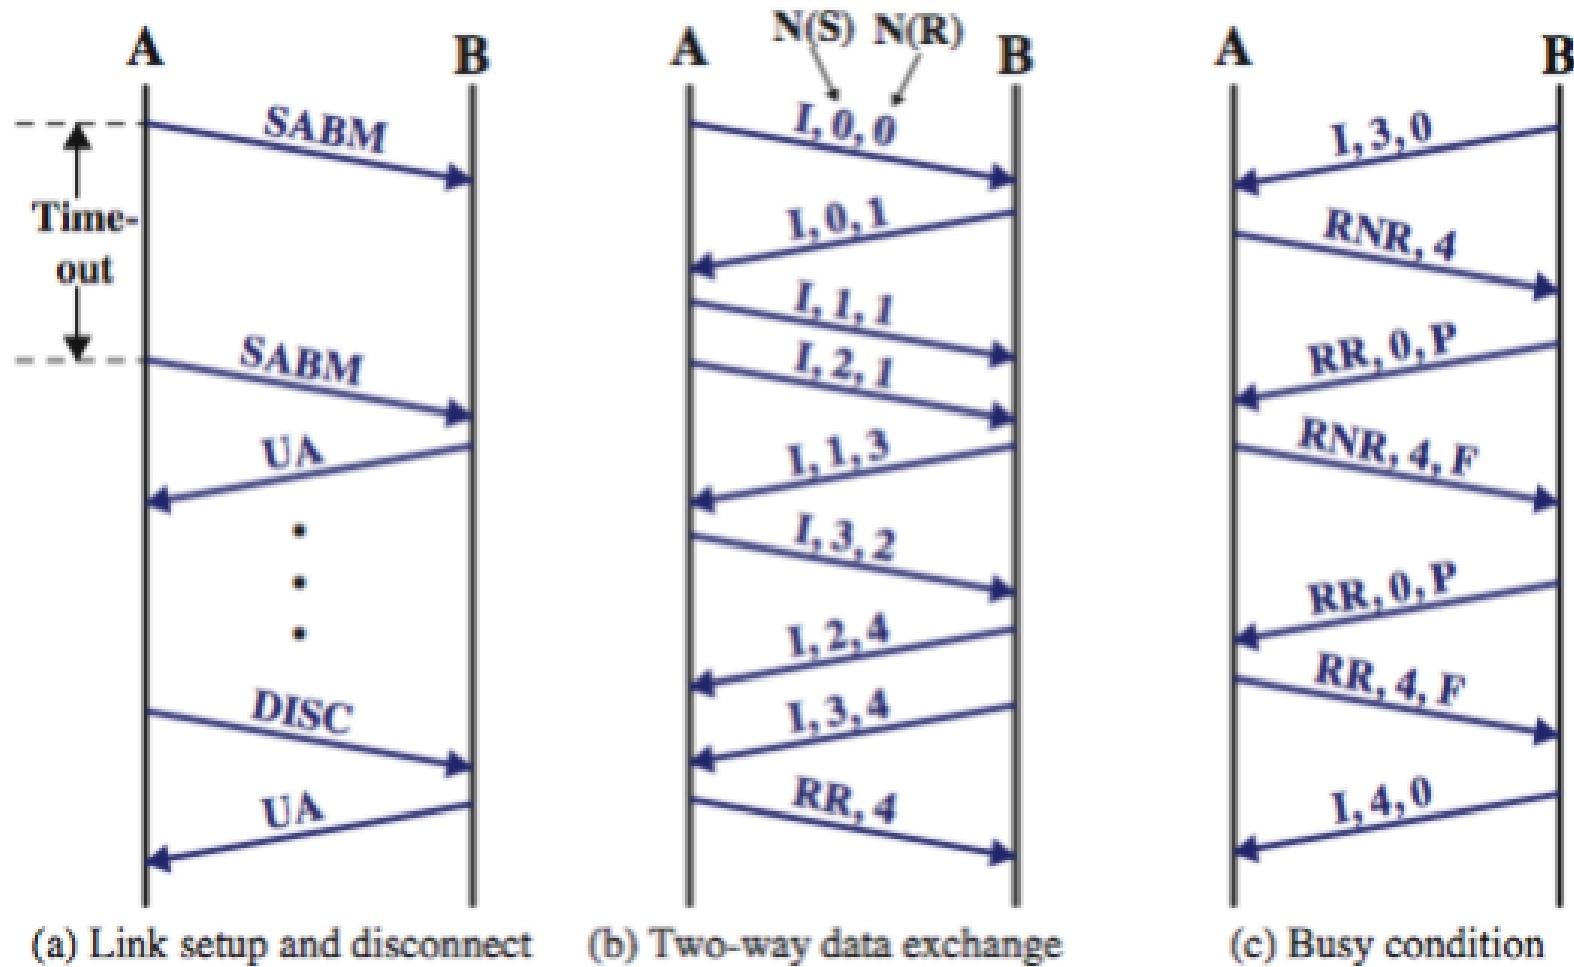 A
B
SABM
Time-
out
SABM
UA
DISC
UA
(a) Link setup and disconnect
N(S) N(R)
A
B
I, 0, 0
I, 0, 1
I, 1, 1
I, 2, 1
I, 1, 3
I, 3, 2
I, 2, 4
I, 3, 4
RR, 4
(b) Two-way data exchange
A
B
I, 3, 0
RNR, 4
RR, 0, P
RNR, 4, F
RR, 0, P
RR, 4, F
I, 4, 0
(c) Busy condition